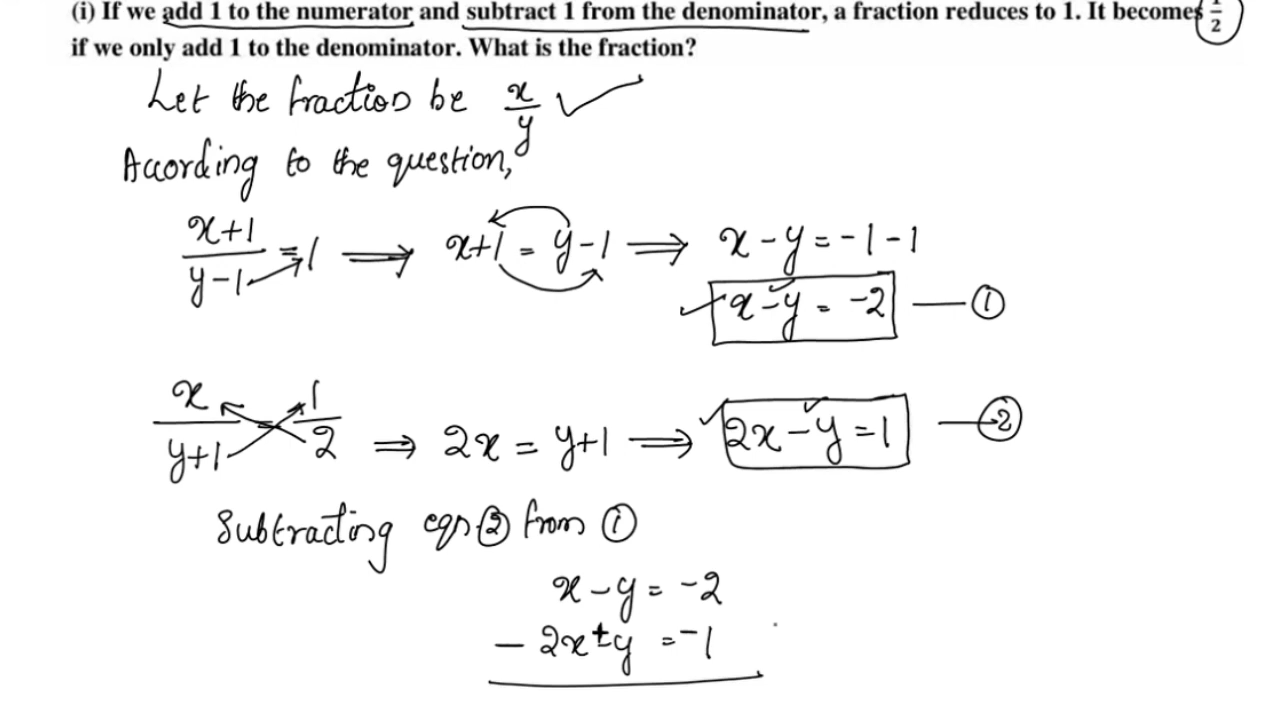 (i) If we add 1 to the numerator and subtract 1 from the denominator, a fraction reduces to 1. It becomes 1/2
if we only add 1 to the denominator. What is the fraction?
Let the fraction be x/y ✓
Acording to the question,
(x+1)/(y-1) = 1 ⟹ x+1 = y-1 ⟹ x-y = -1-1
x-y = -2 — ①
x/(y+1) = 1/2 ⟹ 2x = y+1 ⟹ 2x-y=1 — ②
Subtracting eqn ② from ①
x-y = -2
- 2x ± y = -1